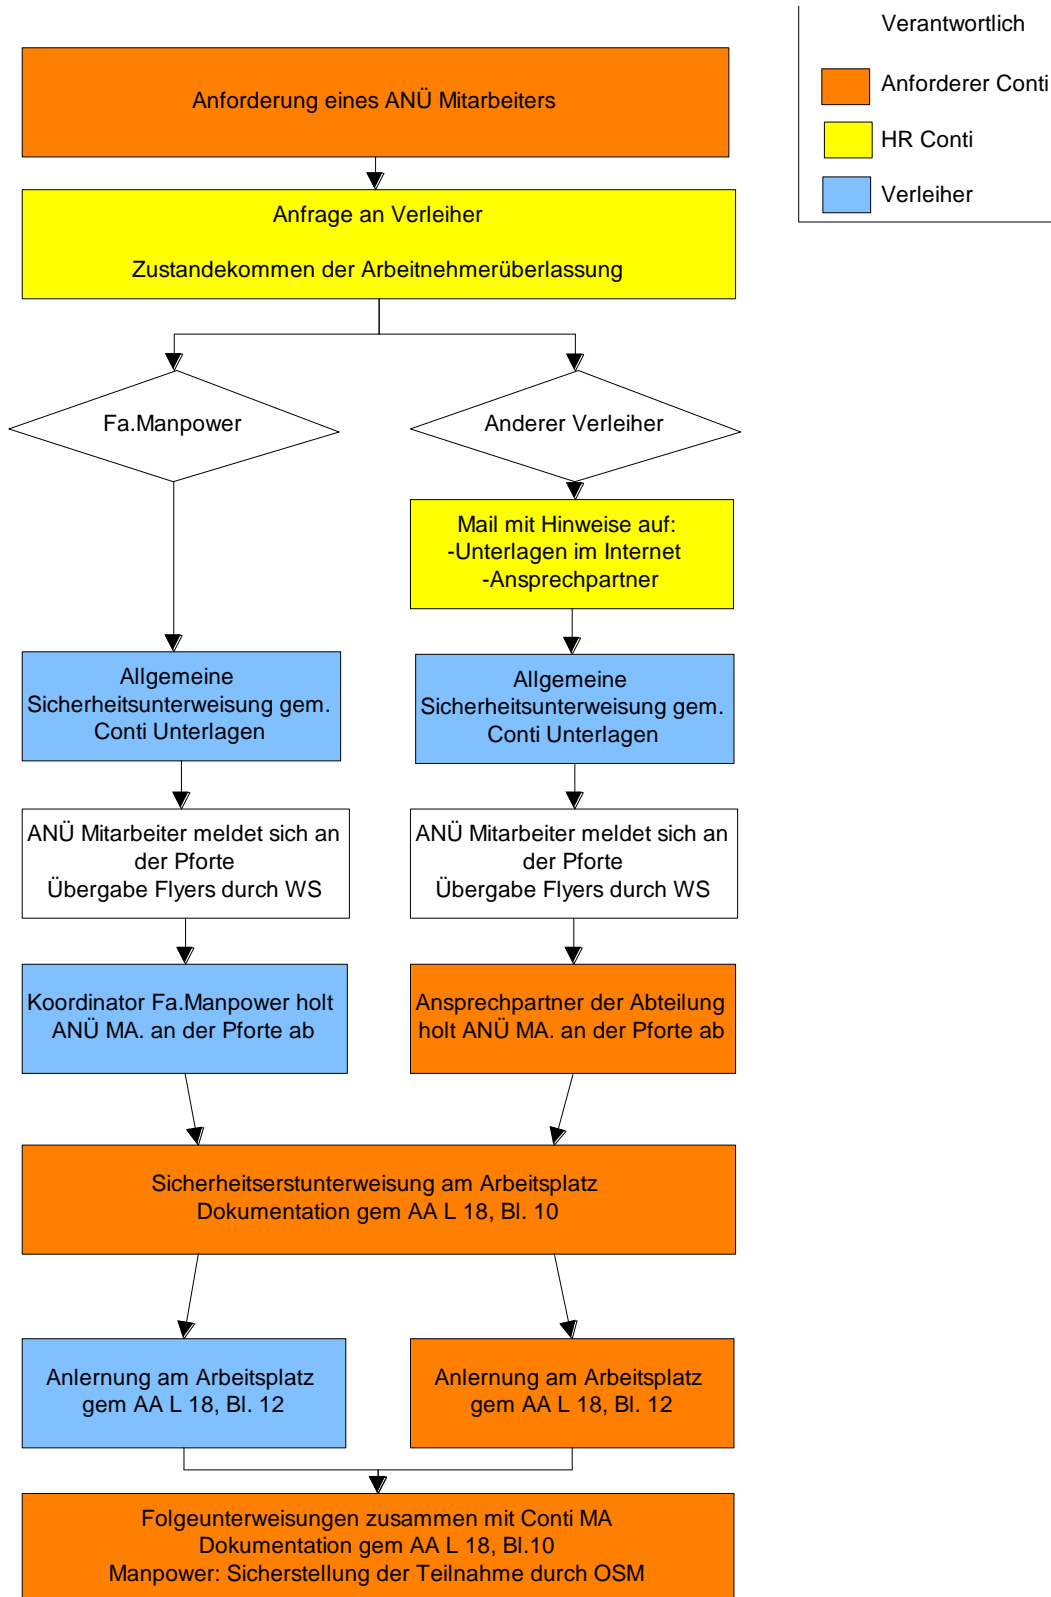 Verantwortlich
Anforderer Conti
HR Conti
Verleiher
Anforderung eines ANÜ Mitarbeiters
Anfrage an Verleiher
Zustandekommen der Arbeitnehmerüberlassung
Fa.Manpower
Anderer Verleiher
Mail mit Hinweise auf:
-Unterlagen im Internet
-Ansprechpartner
Allgemeine
Sicherheitsunterweisung gem.
Conti Unterlagen
Allgemeine
Sicherheitsunterweisung gem.
Conti Unterlagen
ANÜ Mitarbeiter meldet sich an
der Pforte
Übergabe Flyers durch WS
ANÜ Mitarbeiter meldet sich an
der Pforte
Übergabe Flyers durch WS
Koordinator Fa.Manpower holt
ANÜ MA. an der Pforte ab
Ansprechpartner der Abteilung
holt ANÜ MA. an der Pforte ab
Sicherheitserstunterweisung am Arbeitsplatz
Dokumentation gem AA L 18, Bl. 10
Anlernung am Arbeitsplatz
gem AA L 18, Bl. 12
Anlernung am Arbeitsplatz
gem AA L 18, Bl. 12
Folgeunterweisungen zusammen mit Conti MA
Dokumentation gem AA L 18, Bl.10
Manpower: Sicherstellung der Teilnahme durch OSM